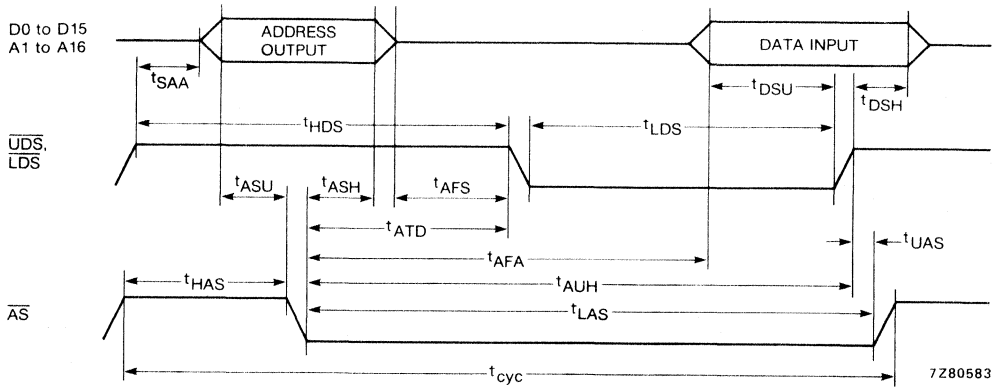 D0 to D15
A1 to A16
ADDRESS
OUTPUT
DATA INPUT
tSAA
tDSU
tDSH
tHDS
tLDS
UDS,
LDS
tASU
tASH
tAFS
tATD
tUAS
tAFA
tHAS
tAUH
AS
tLAS
tcyc
7Z80583